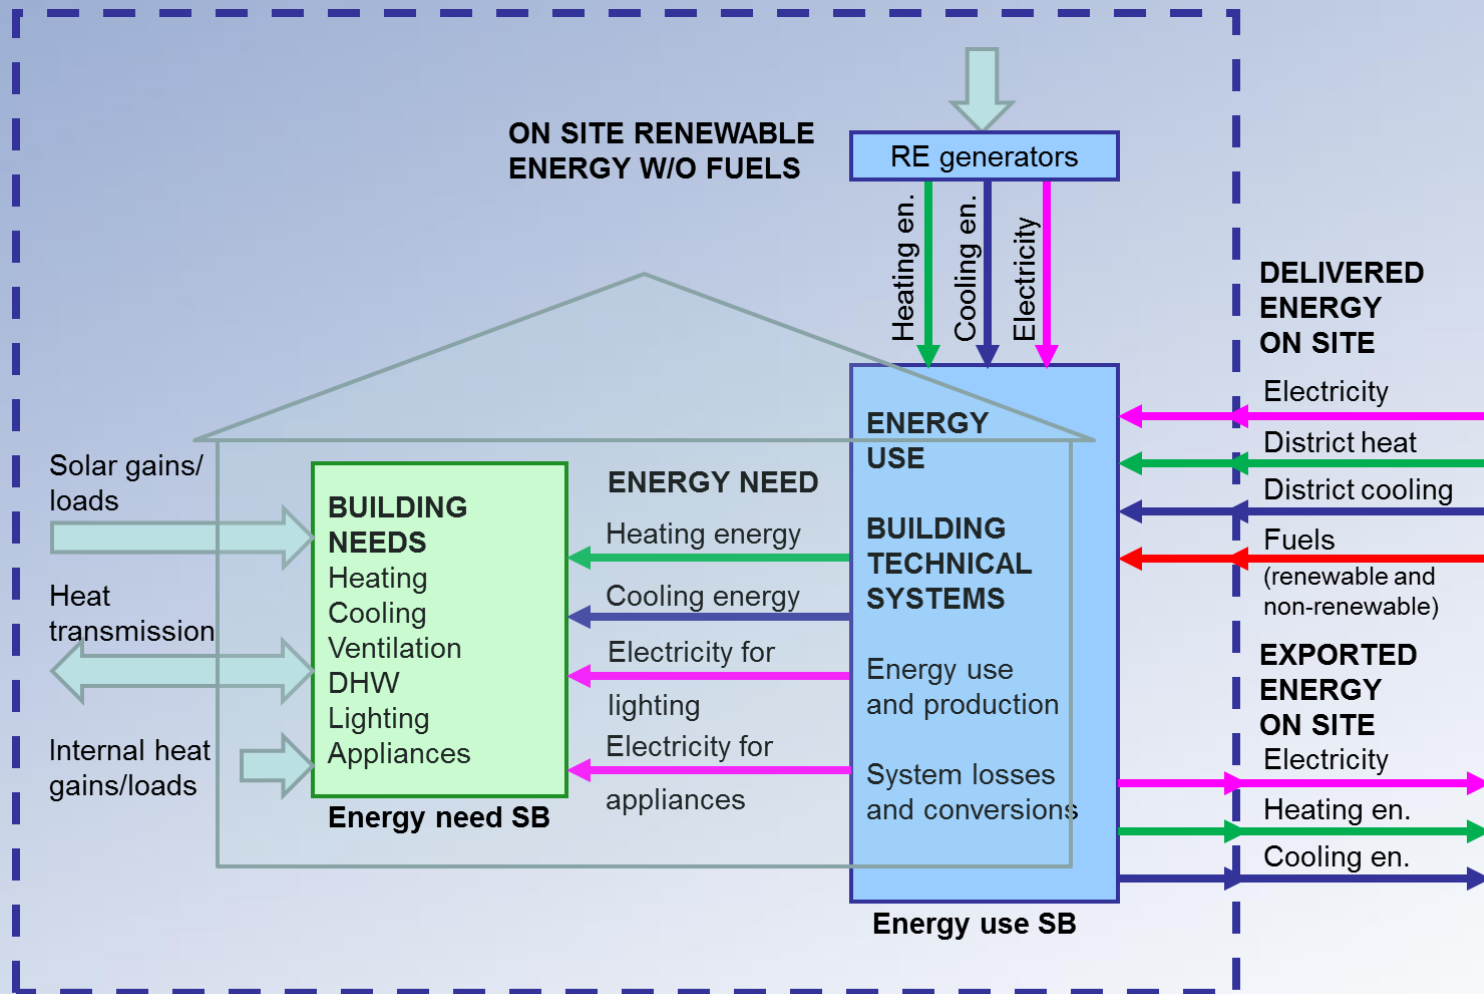 ON SITE RENEWABLE
ENERGY W/O FUELS
RE generators
Heating en.
Cooling en.
Electricity
DELIVERED
ENERGY
ON SITE
Electricity
District heat
District cooling
Fuels
(renewable and
non-renewable)
EXPORTED
ENERGY
ON SITE
Electricity
Heating en.
Cooling en.
Solar gains/
loads
Heat
transmission
Internal heat
gains/loads
BUILDING
NEEDS
Heating
Cooling
Ventilation
DHW
Lighting
Appliances
Energy need SB
ENERGY NEED
Heating energy
Cooling energy
Electricity for
lighting
Electricity for
appliances
ENERGY
USE
BUILDING
TECHNICAL
SYSTEMS
Energy use
and production
System losses
and conversions
Energy use SB